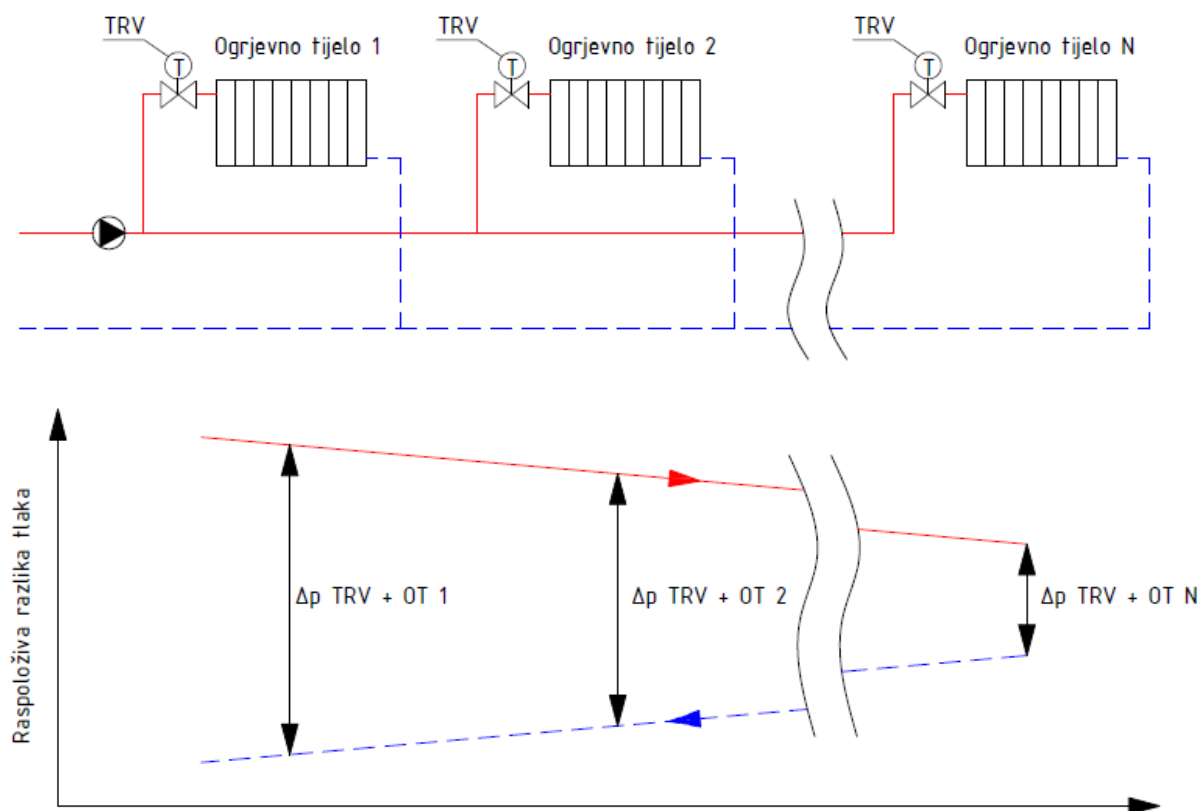 TRV
Ogrjevno tijelo 1
T
TRV
Ogrjevno tijelo 2
T
TRV
Ogrjevno tijelo N
T
Raspoloživa razlika tlaka
Δp TRV + OT 1
Δp TRV + OT 2
Δp TRV + OT N